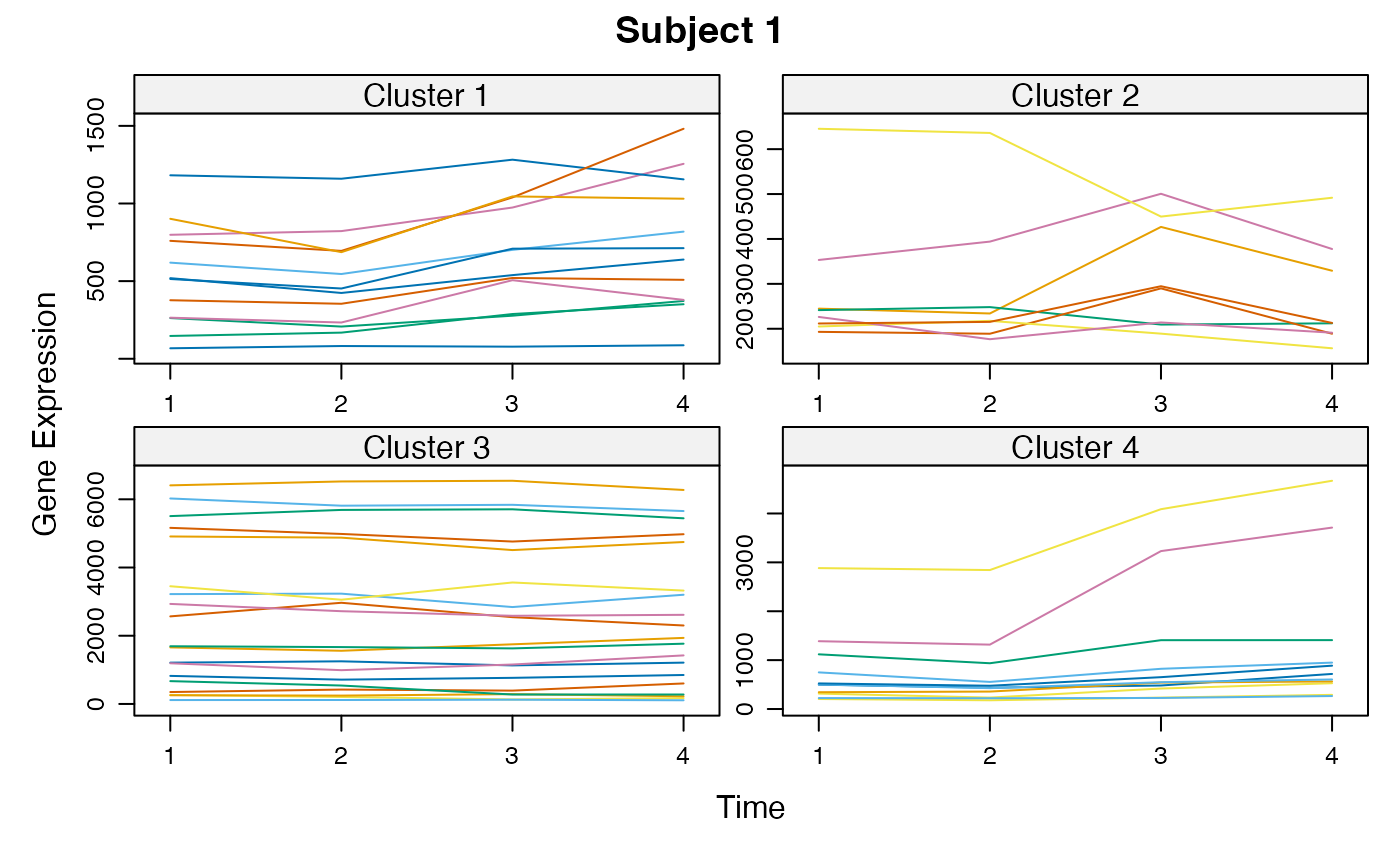 Subject 1
Cluster 1
Cluster 2
1500
1000
500
600
500
400
300
200
1 2 3 4
1 2 3 4
Cluster 3
Cluster 4
6000
4000
2000
0
3000
1000
0
1 2 3 4
1 2 3 4
Gene Expression
Time